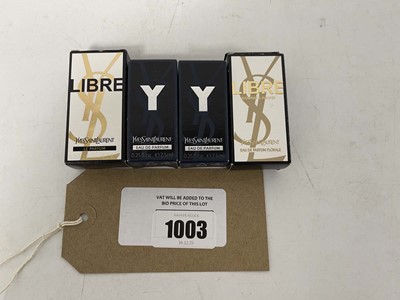 LIBRE
YVESSAINTLAURENT
LE PARFUM
Y
YVESSAINTLAURENT
EAU DE PARFUM
Y
YVESSAINTLAURENT
EAU DE PARFUM
LIBRE
YVESSAINTLAURENT
EAU DE PARFUM FLORALE
VAT WILL BE ADDED TO THE
BID PRICE OF THIS LOT
1003